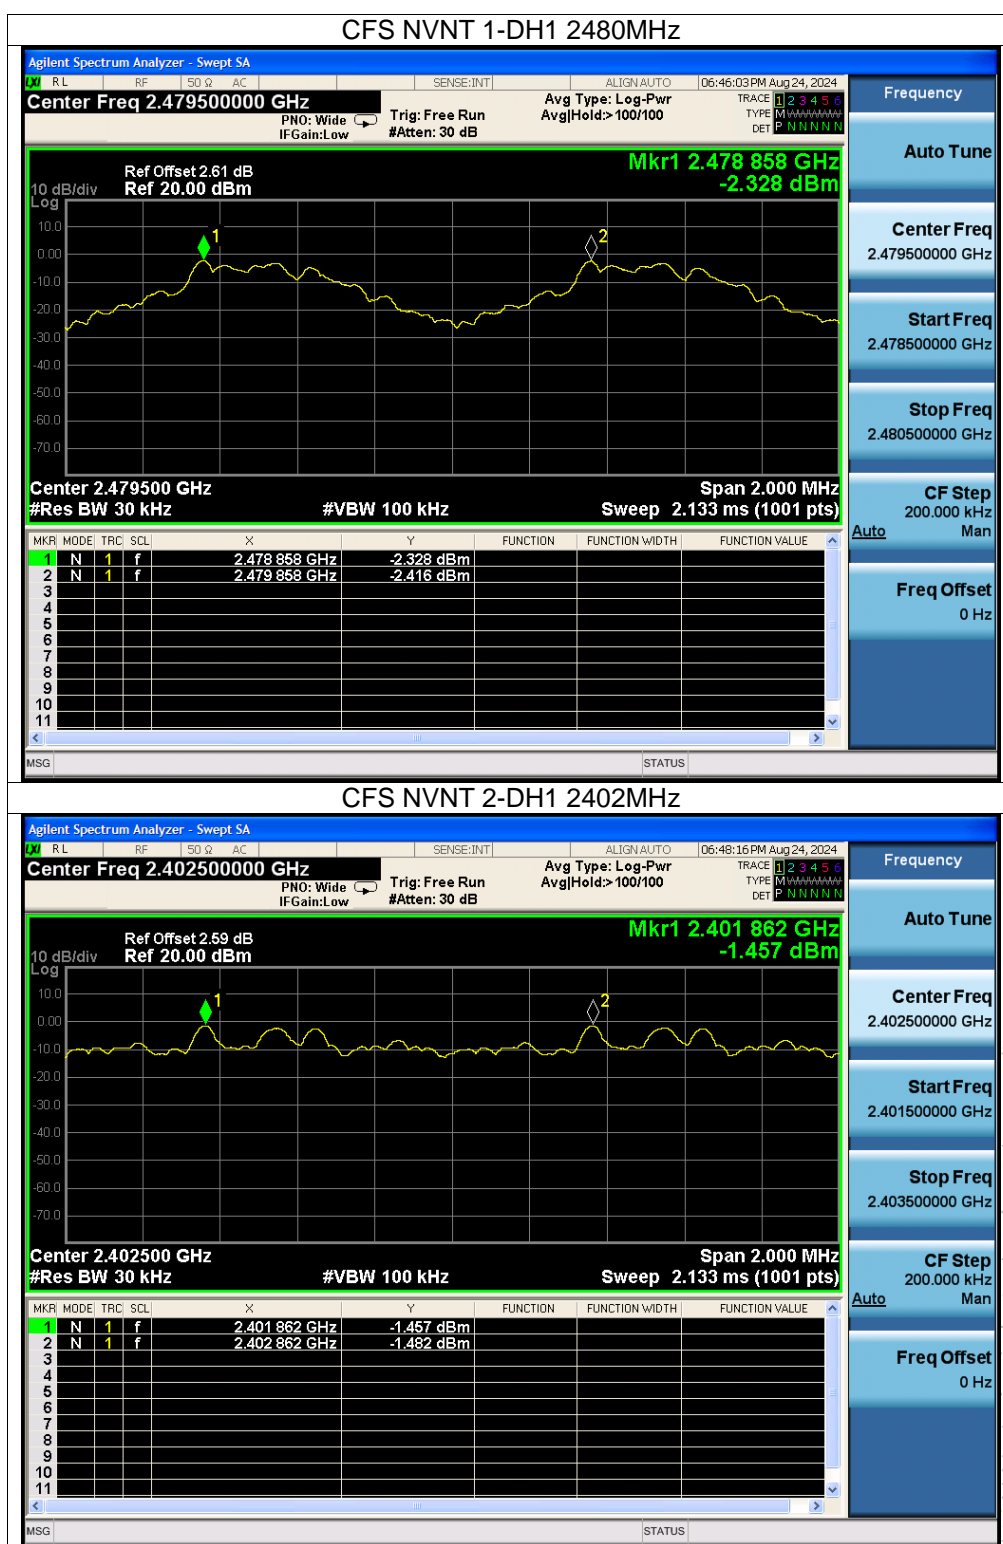 CFS NVNT 1-DH1 2480MHz
Agilent Spectrum Analyzer - Swept SA
LXI RL RF 50 Ω AC SENSE:INT ALIGN AUTO 06:46:03 PM Aug 24, 2024
Center Freq 2.479500000 GHz
PNO: Wide
IFGain:Low
Trig: Free Run
#Atten: 30 dB
Avg Type: Log-Pwr
Avg|Hold:>100/100
TRACE 1 2 3 4 5 6
TYPE M WWWWW
DET P N N N N N
Mkr1 2.478 858 GHz
-2.328 dBm
Ref Offset 2.61 dB
10 dB/div Ref 20.00 dBm
Log
10.0
0.00
-10.0
-20.0
-30.0
-40.0
-50.0
-60.0
-70.0
1
2
Center 2.479500 GHz Span 2.000 MHz
#Res BW 30 kHz #VBW 100 kHz Sweep 2.133 ms (1001 pts)
MKR MODE TRC SCL X Y FUNCTION FUNCTION WIDTH FUNCTION VALUE
1 N 1 f 2.478 858 GHz -2.328 dBm
2 N 1 f 2.479 858 GHz -2.416 dBm
3
4
5
6
7
8
9
10
11
MSG STATUS
Frequency
Auto Tune
Center Freq
2.479500000 GHz
Start Freq
2.478500000 GHz
Stop Freq
2.480500000 GHz
CF Step
200.000 kHz
Auto Man
Freq Offset
0 Hz
CFS NVNT 2-DH1 2402MHz
Agilent Spectrum Analyzer - Swept SA
LXI RL RF 50 Ω AC SENSE:INT ALIGN AUTO 06:48:16 PM Aug 24, 2024
Center Freq 2.402500000 GHz
PNO: Wide
IFGain:Low
Trig: Free Run
#Atten: 30 dB
Avg Type: Log-Pwr
Avg|Hold:>100/100
TRACE 1 2 3 4 5 6
TYPE M WWWWW
DET P N N N N N
Mkr1 2.401 862 GHz
-1.457 dBm
Ref Offset 2.59 dB
10 dB/div Ref 20.00 dBm
Log
10.0
0.00
-10.0
-20.0
-30.0
-40.0
-50.0
-60.0
-70.0
1
2
Center 2.402500 GHz Span 2.000 MHz
#Res BW 30 kHz #VBW 100 kHz Sweep 2.133 ms (1001 pts)
MKR MODE TRC SCL X Y FUNCTION FUNCTION WIDTH FUNCTION VALUE
1 N 1 f 2.401 862 GHz -1.457 dBm
2 N 1 f 2.402 862 GHz -1.482 dBm
3
4
5
6
7
8
9
10
11
MSG STATUS
Frequency
Auto Tune
Center Freq
2.402500000 GHz
Start Freq
2.401500000 GHz
Stop Freq
2.403500000 GHz
CF Step
200.000 kHz
Auto Man
Freq Offset
0 Hz